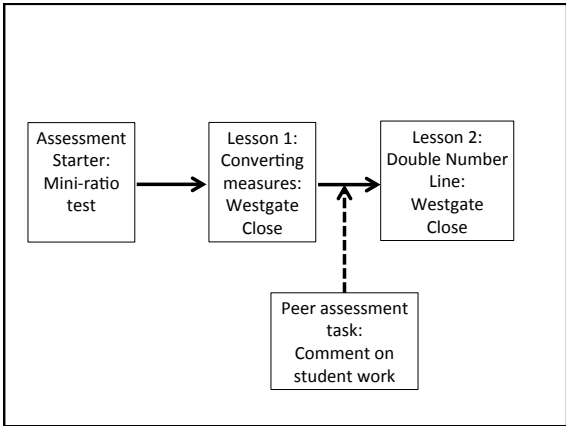 Assessment
Starter:
Mini-ratio
test
Lesson 1:
Converting
measures:
Westgate
Close
Lesson 2:
Double Number
Line:
Westgate
Close
Peer assessment
task:
Comment on
student work